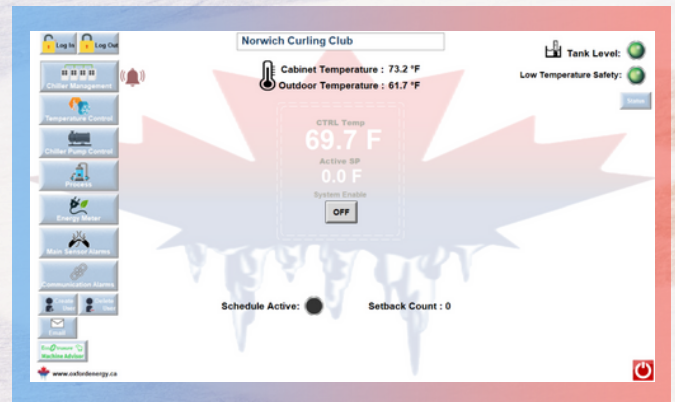 Log In
Log Out
Norwich Curling Club
Tank Level:
Cabinet Temperature : 73.2 °F
Low Temperature Safety:
Outdoor Temperature : 61.7 °F
Chiller Management
Status
Temperature Control
CTRL Temp
69.7 F
Chiller Pump Control
Active SP
0.0 F
Process
System Enable
OFF
Energy Meter
Main Sensor Alarms
Communication Alarms
Create User
Delete User
Schedule Active:
Setback Count : 0
Email
Machine Advisor
www.oxfordenergy.ca